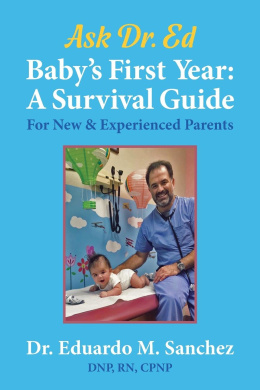 Ask Dr. Ed
Baby's First Year:
A Survival Guide
For New & Experienced Parents
Dr. Eduardo M. Sanchez
DNP, RN, CPNP